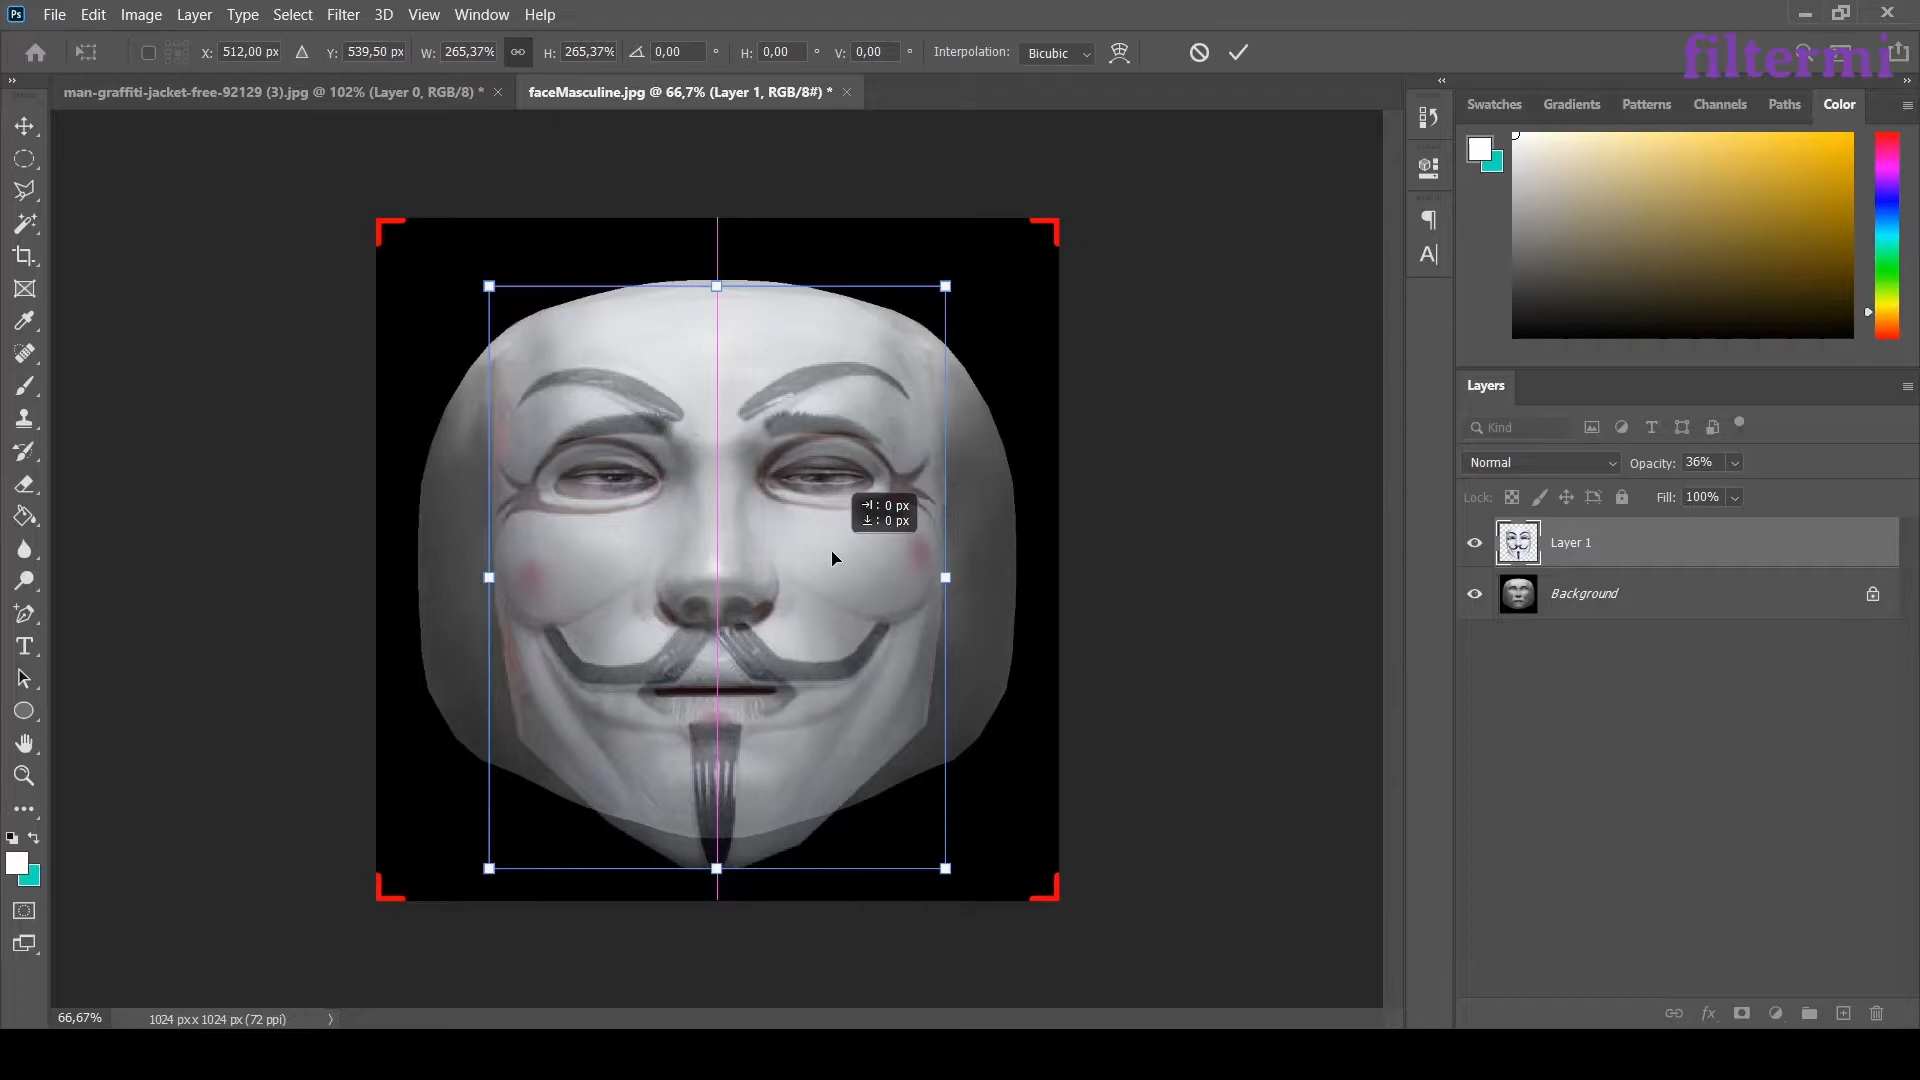 Ps File Edit Image Layer Type Select Filter 3D View Window Help
filtermi
X: 512,00 px Y: 539,50 px W: 265,37% H: 265,37% 0,00 ° H: 0,00 ° V: 0,00 ° Interpolation: Bicubic
man-graffiti-jacket-free-92129 (3).jpg @ 102% (Layer 0, RGB/8) * × faceMasculine.jpg @ 66,7% (Layer 1, RGB/8#) * ×
Swatches Gradients Patterns Channels Paths Color
Layers
Kind
Normal Opacity: 36%
Lock: Fill: 100%
: 0 px
: 0 px
Layer 1
Background
66,67% 1024 px x 1024 px (72 ppi)